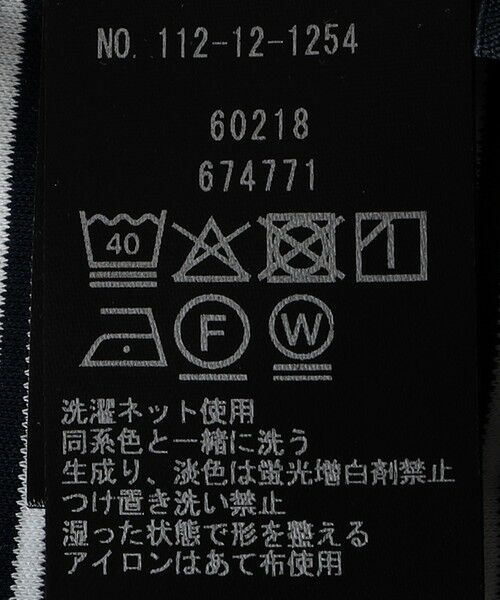 NO. 112-12-1254
60218
674771
40
F W
洗濯ネット使用
同系色と一緒に洗う
生成り、淡色は蛍光増白剤禁止
つけ置き洗い禁止
湿った状態で形を整える
アイロンはあて布使用